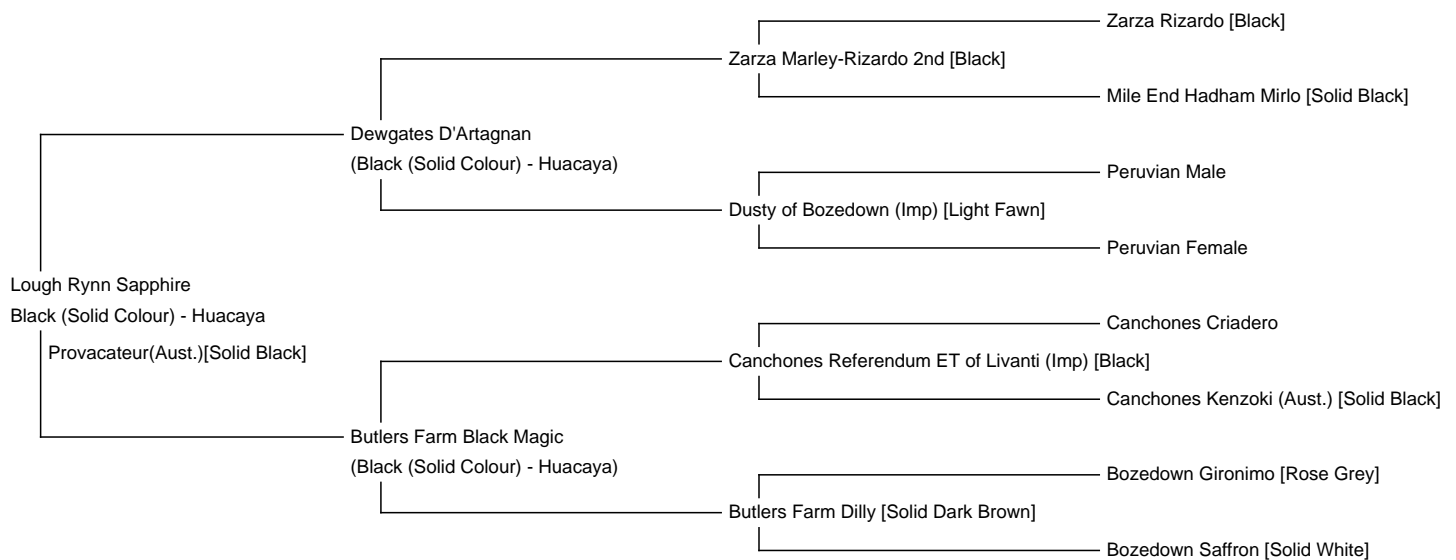 Zarza Rizardo [Black]
Zarza Marley-Rizardo 2nd [Black]
Mile End Hadham Mirlo [Solid Black]
Dewgates D'Artagnan
(Black (Solid Colour) - Huacaya)
Peruvian Male
Dusty of Bozedown (Imp) [Light Fawn]
Peruvian Female
Lough Rynn Sapphire
Black (Solid Colour) - Huacaya
Canchones Criadero
Provacateur(Aust.)[Solid Black]
Canchones Referendum ET of Livanti (Imp) [Black]
Canchones Kenzoki (Aust.) [Solid Black]
Butlers Farm Black Magic
(Black (Solid Colour) - Huacaya)
Bozedown Gironimo [Rose Grey]
Butlers Farm Dilly [Solid Dark Brown]
Bozedown Saffron [Solid White]